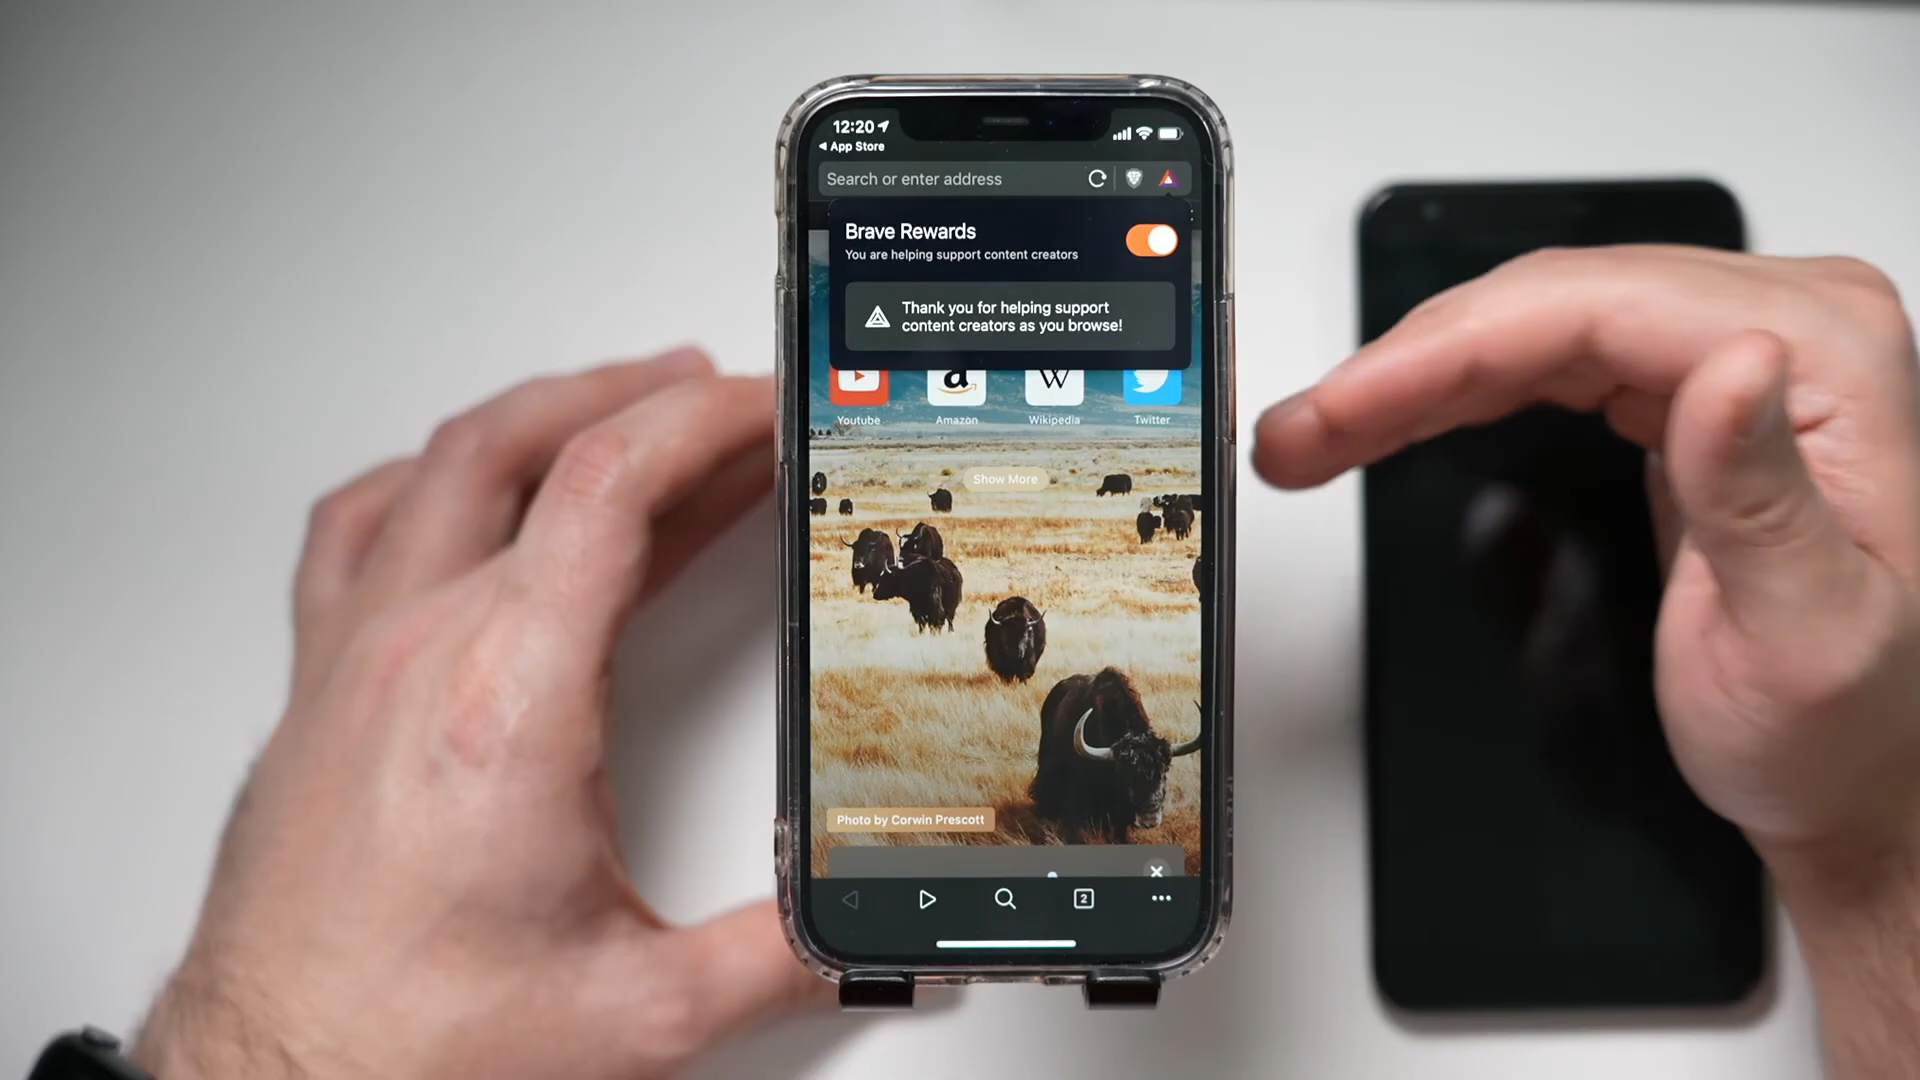 12:20
App Store
Search or enter address
Brave Rewards
You are helping support content creators
Thank you for helping support
content creators as you browse!
a
W
Youtube
Amazon
Wikipedia
Twitter
Show More
Photo by Corwin Prescott
2